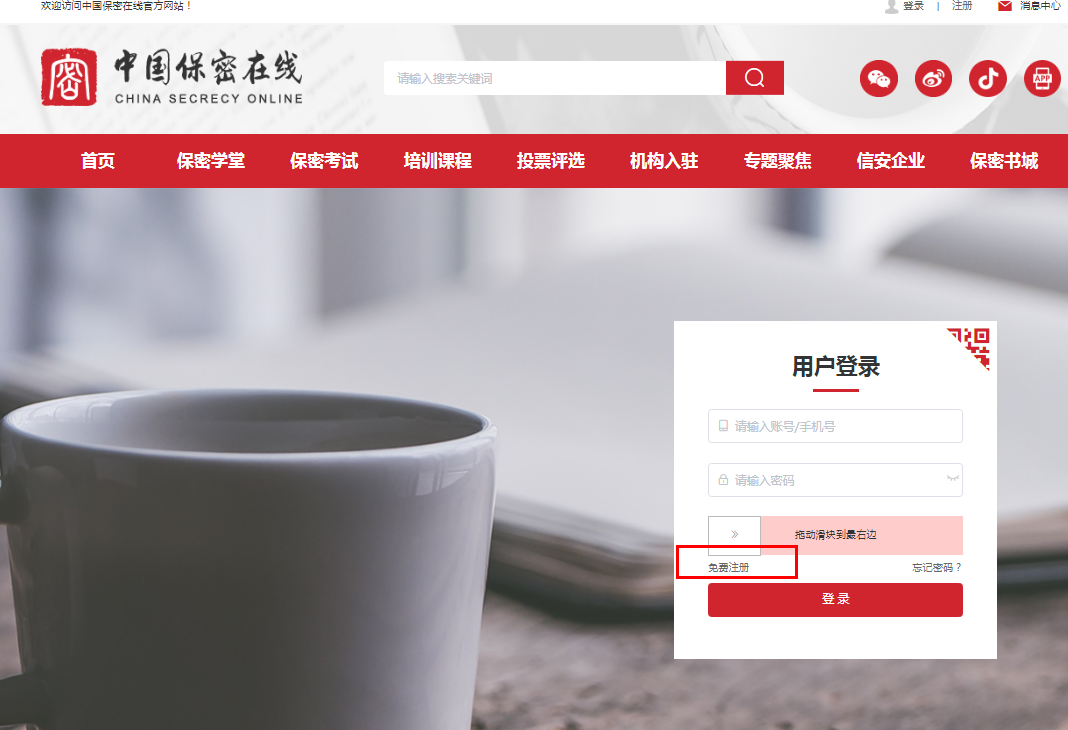 欢迎访问中国保密在线官方网站！
登录 | 注册 消息中心
中国保密在线
CHINA SECRECY ONLINE
请输入搜索关键词
APP
首页 保密学堂 保密考试 培训课程 投票评选 机构入驻 专题聚焦 信安企业 保密书城
用户登录
请输入账号/手机号
请输入密码
拖动滑块到最右边
免费注册 忘记密码？
登录